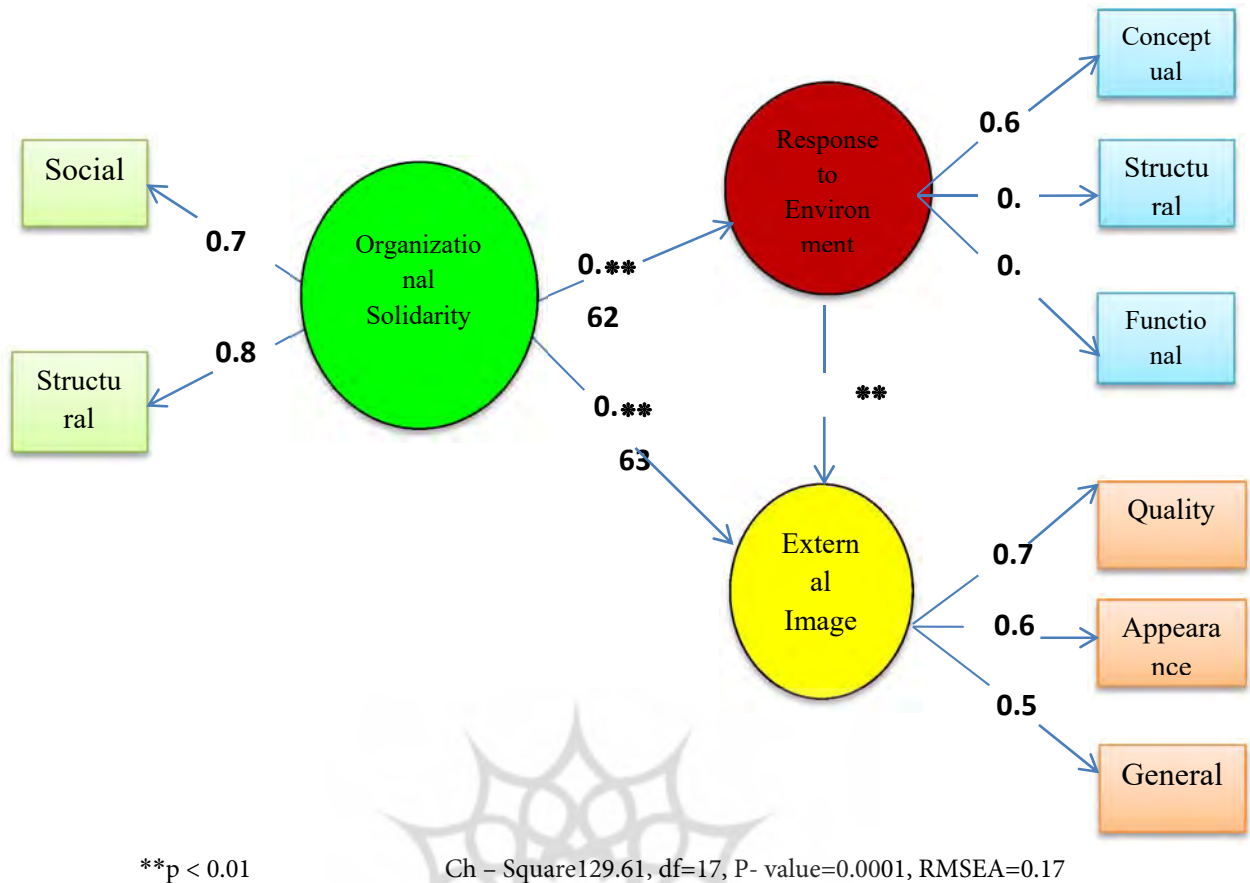 Concept
ual
0.6
Response
to
Environ
ment
Structu
ral
0.
0.
Functio
nal
Social
0.7
Organizatio
nal
Solidarity
0.8
Structu
ral
0.**
62
0.**
63
**
Extern
al
Image
Quality
0.7
Appeara
nce
0.6
0.5
General
**p < 0.01
Ch – Square129.61, df=17, P- value=0.0001, RMSEA=0.17